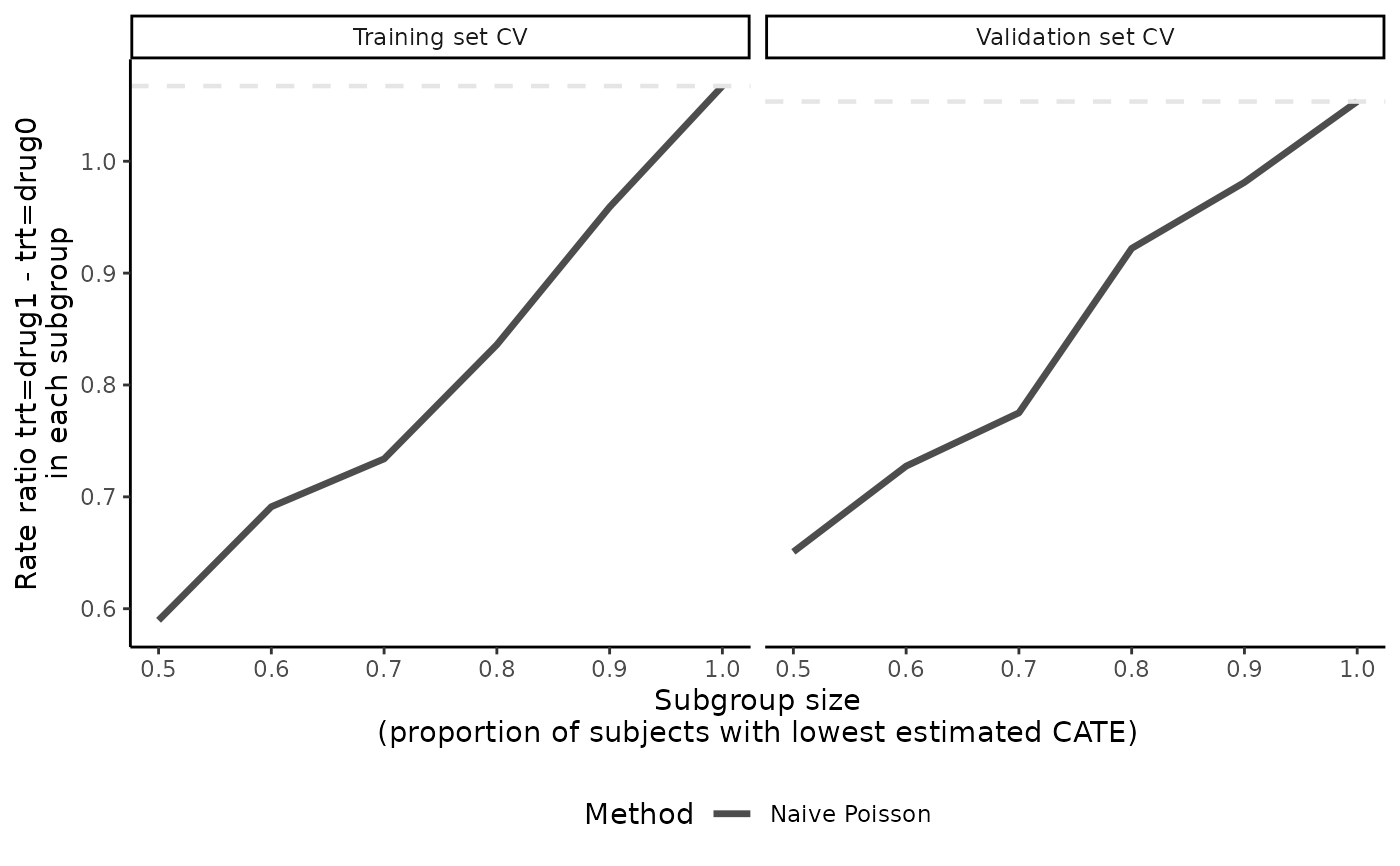 Training set CV
Validation set CV
Rate ratio trt=drug1 - trt=drug0
in each subgroup
1.0
0.9
0.8
0.7
0.6
0.5 0.6 0.7 0.8 0.9 1.0
0.5 0.6 0.7 0.8 0.9 1.0
Subgroup size
(proportion of subjects with lowest estimated CATE)
Method Naive Poisson